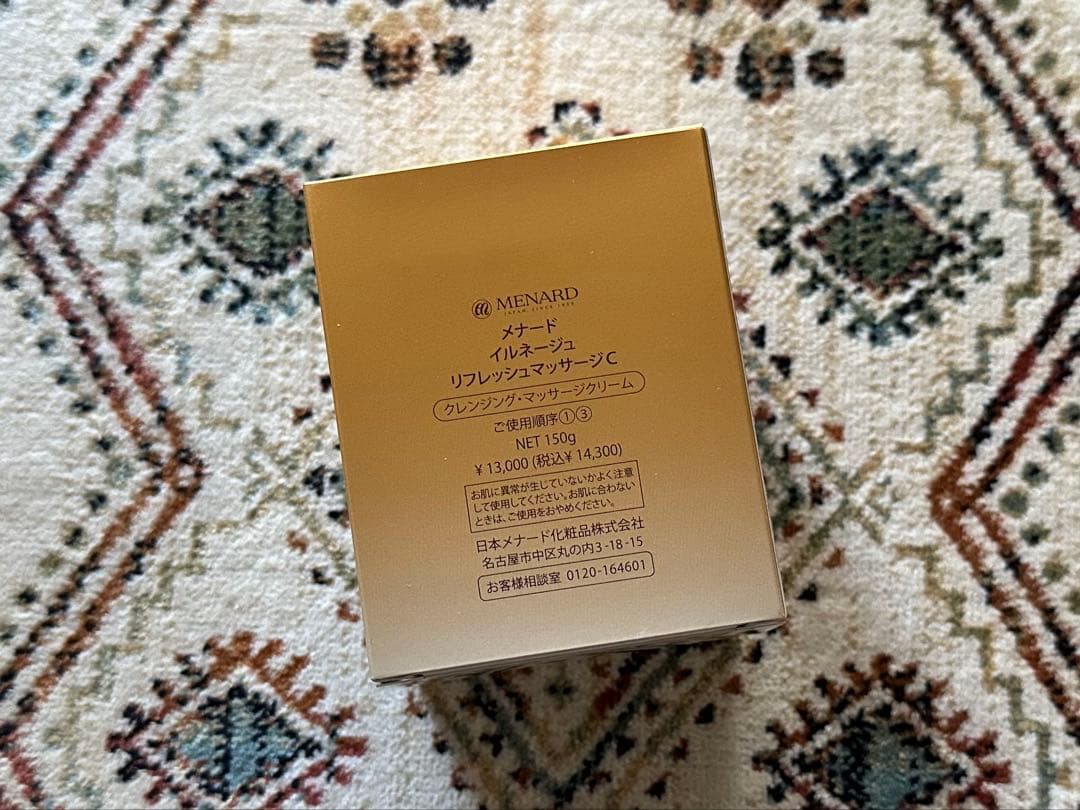 MENARD
JAPAN SINCE 1959
メナード
イルネージュ
リフレッシュマッサージC
クレンジング・マッサージクリーム
ご使用順序①③
NET 150g
¥13,000 (税込¥14,300)
お肌に異常が生じていないかよく注意
して使用してください。お肌に合わない
ときは、ご使用をおやめください。
日本メナード化粧品株式会社
名古屋市中区丸の内3-18-15
お客様相談室 0120-164601